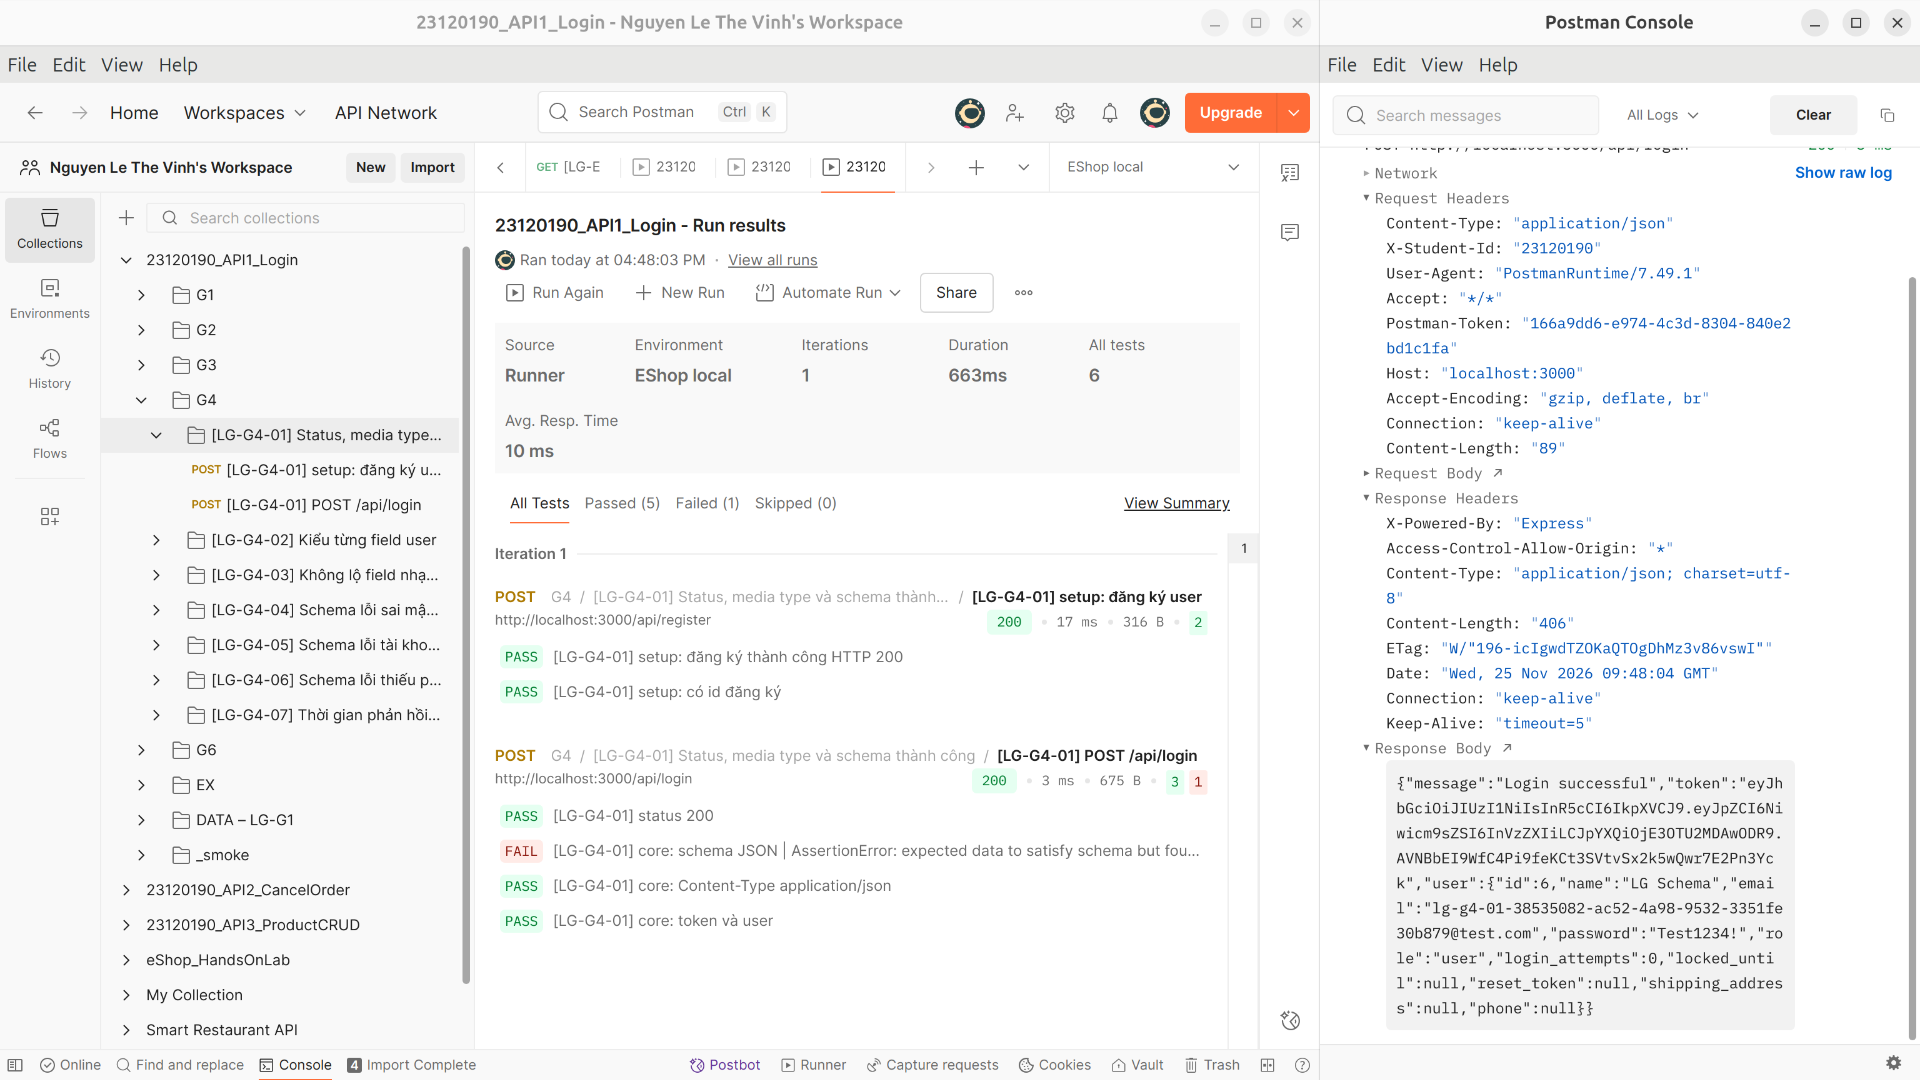 23120190_API1_Login - Nguyen Le The Vinh's Workspace
File Edit View Help
Home Workspaces API Network
Search Postman Ctrl K
Upgrade
Nguyen Le The Vinh's Workspace New Import
GET [LG-E 23120 23120 23120
EShop local
Collections
Environments
History
Flows
Search collections
23120190_API1_Login
G1
G2
G3
G4
[LG-G4-01] Status, media type...
POST [LG-G4-01] setup: đăng ký u...
POST [LG-G4-01] POST /api/login
[LG-G4-02] Kiểu từng field user
[LG-G4-03] Không lộ field nhạ...
[LG-G4-04] Schema lỗi sai mậ...
[LG-G4-05] Schema lỗi tài kho...
[LG-G4-06] Schema lỗi thiếu p...
[LG-G4-07] Thời gian phản hồi...
G6
EX
DATA – LG-G1
_smoke
23120190_API2_CancelOrder
23120190_API3_ProductCRUD
eShop_HandsOnLab
My Collection
Smart Restaurant API
23120190_API1_Login - Run results
Ran today at 04:48:03 PM · View all runs
Run Again New Run Automate Run Share
Source Environment Iterations Duration All tests
Runner EShop local 1 663ms 6
Avg. Resp. Time
10 ms
All Tests Passed (5) Failed (1) Skipped (0) View Summary
Iteration 1
1
POST G4 / [LG-G4-01] Status, media type và schema thành... / [LG-G4-01] setup: đăng ký user
http://localhost:3000/api/register 200 17 ms 316 B 2
PASS [LG-G4-01] setup: đăng ký thành công HTTP 200
PASS [LG-G4-01] setup: có id đăng ký
POST G4 / [LG-G4-01] Status, media type và schema thành công / [LG-G4-01] POST /api/login
http://localhost:3000/api/login 200 3 ms 675 B 3 1
PASS [LG-G4-01] status 200
FAIL [LG-G4-01] core: schema JSON | AssertionError: expected data to satisfy schema but fou...
PASS [LG-G4-01] core: Content-Type application/json
PASS [LG-G4-01] core: token và user
Online Find and replace Console 4 Import Complete
Postbot Runner Capture requests Cookies Vault Trash
Postman Console
File Edit View Help
Search messages All Logs Clear
Network Show raw log
Request Headers
Content-Type: "application/json"
X-Student-Id: "23120190"
User-Agent: "PostmanRuntime/7.49.1"
Accept: "*/*"
Postman-Token: "166a9dd6-e974-4c3d-8304-840e2
bd1c1fa"
Host: "localhost:3000"
Accept-Encoding: "gzip, deflate, br"
Connection: "keep-alive"
Content-Length: "89"
Request Body
Response Headers
X-Powered-By: "Express"
Access-Control-Allow-Origin: "*"
Content-Type: "application/json; charset=utf-
8"
Content-Length: "406"
ETag: "W/"196-icIgwdTZOKaQTOgDhMz3v86vswI""
Date: "Wed, 25 Nov 2026 09:48:04 GMT"
Connection: "keep-alive"
Keep-Alive: "timeout=5"
Response Body
{"message":"Login successful","token":"eyJh
bGciOiJIUzI1NiIsInR5cCI6IkpXVCJ9.eyJpZCI6Ni
wicm9sZSI6InVzZXIiLCJpYXQiOjE3OTU2MDAwODR9.
AVNBbEI9WfC4Pi9feKCt3SVtvSx2k5wQwr7E2Pn3Yc
k","user":{"id":6,"name":"LG Schema","emai
l":"lg-g4-01-38535082-ac52-4a98-9532-3351fe
30b879@test.com","password":"Test1234!","ro
le":"user","login_attempts":0,"locked_unti
l":null,"reset_token":null,"shipping_addres
s":null,"phone":null}}